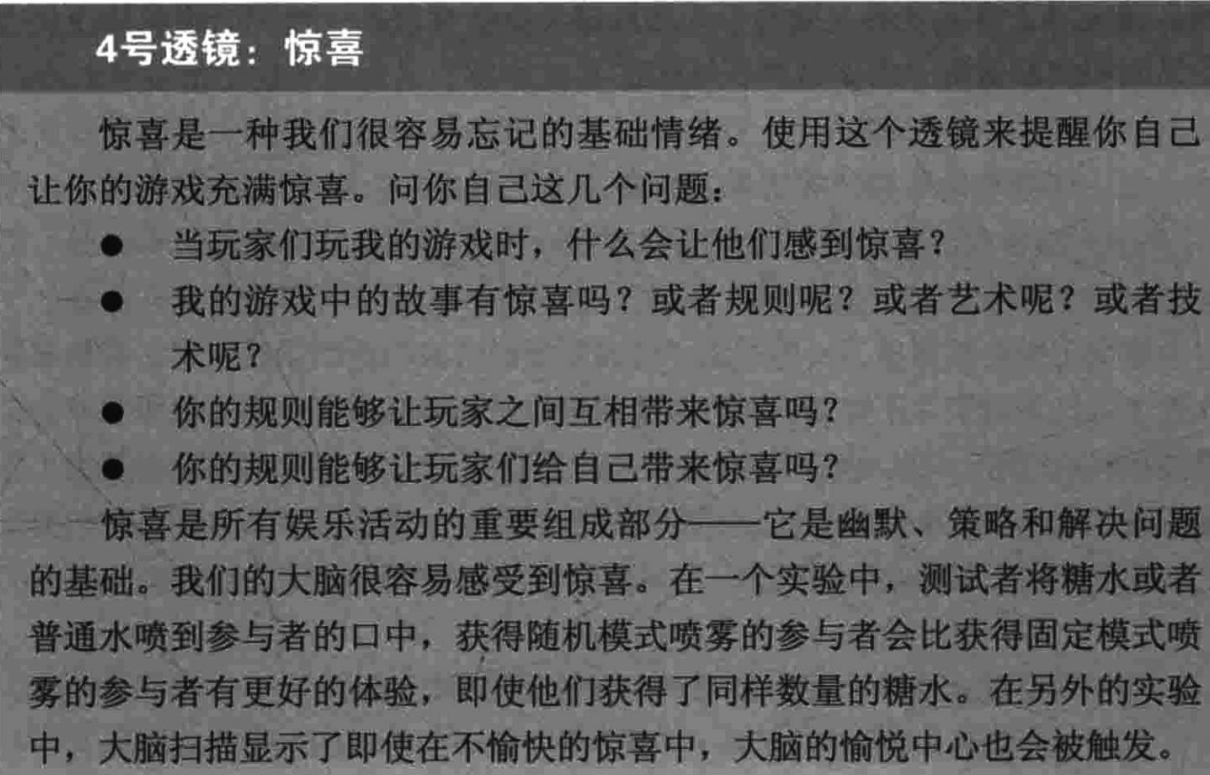 4号透镜：惊喜
惊喜是一种我们很容易忘记的基础情绪。使用这个透镜来提醒你自己
让你的游戏充满惊喜。问你自己这几个问题：
● 当玩家们玩我的游戏时，什么会让他们感到惊喜？
● 我的游戏中的故事有惊喜吗？或者规则呢？或者艺术呢？或者技
术呢？
● 你的规则能够让玩家之间互相带来惊喜吗？
● 你的规则能够让玩家们给自己带来惊喜吗？
惊喜是所有娱乐活动的重要组成部分——它是幽默、策略和解决问题
的基础。我们的大脑很容易感受到惊喜。在一个实验中，测试者将糖水或者
普通水喷到参与者的口中，获得随机模式喷雾的参与者会比获得固定模式喷
雾的参与者有更好的体验，即使他们获得了同样数量的糖水。在另外的实验
中，大脑扫描显示了即使在不愉快的惊喜中，大脑的愉悦中心也会被触发。